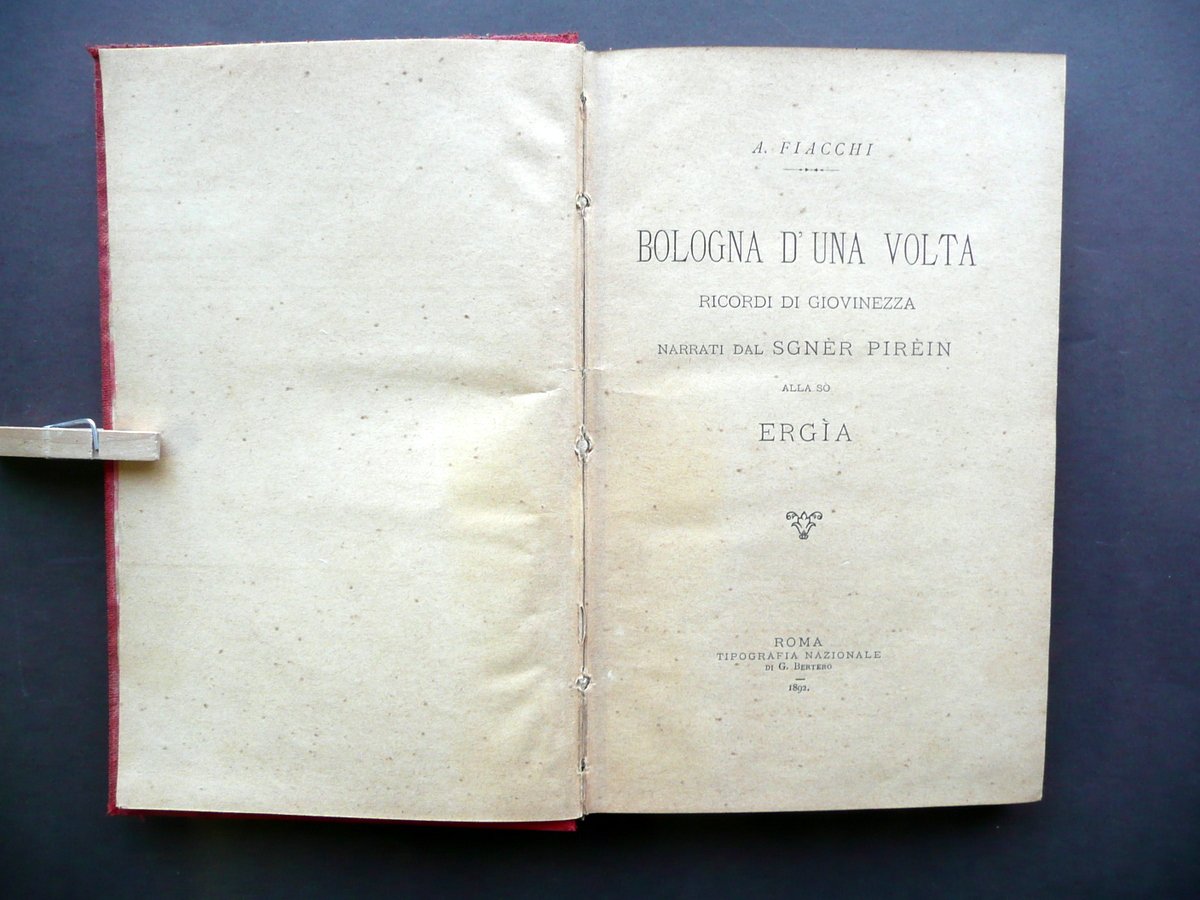 A. FIACCHI
BOLOGNA D'UNA VOLTA
RICORDI DI GIOVINEZZA
NARRATI DAL SGNÈR PIRÈIN
ALLA SÒ
ERGÌA
ROMA
TIPOGRAFIA NAZIONALE
DI G. BERTERO
1892.